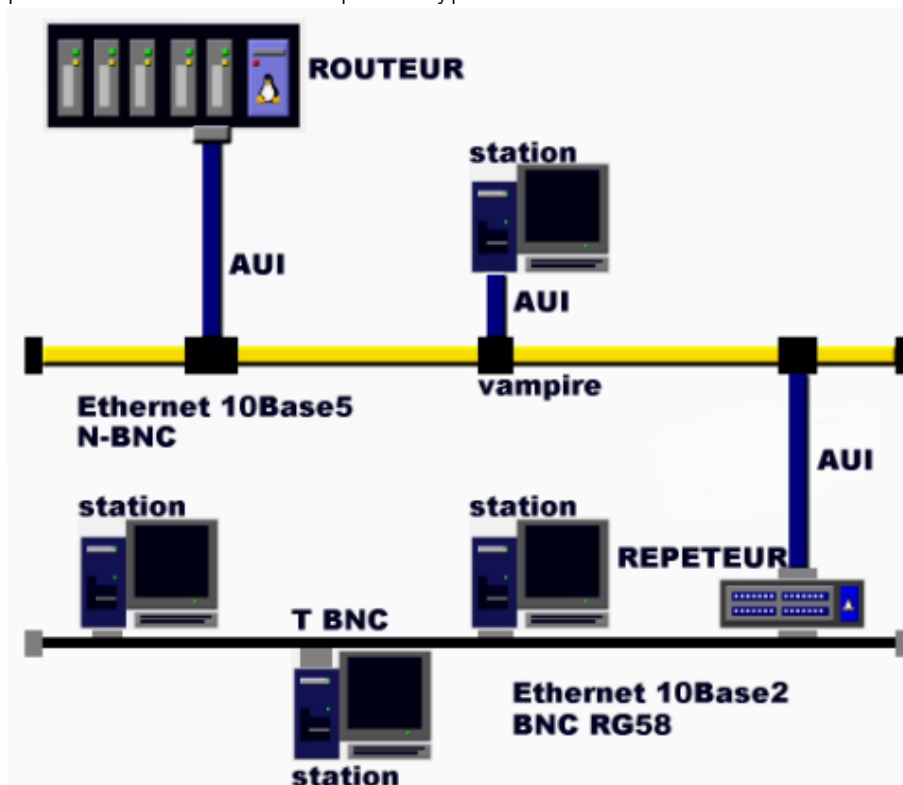 ROUTEUR
station
AUI
AUI
vampire
Ethernet 10Base5
N-BNC
AUI
station
station
REPETEUR
T BNC
Ethernet 10Base2
BNC RG58
station